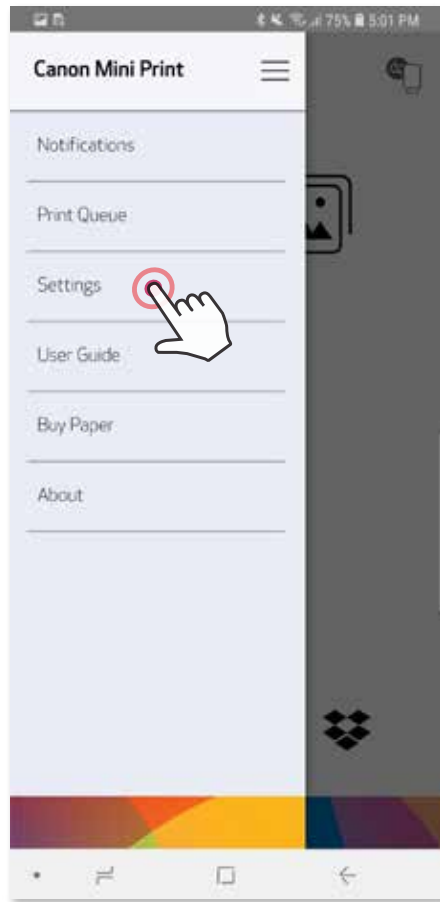 75% 5:01 PM
Canon Mini Print
Notifications
Print Queue
Settings
User Guide
Buy Paper
About